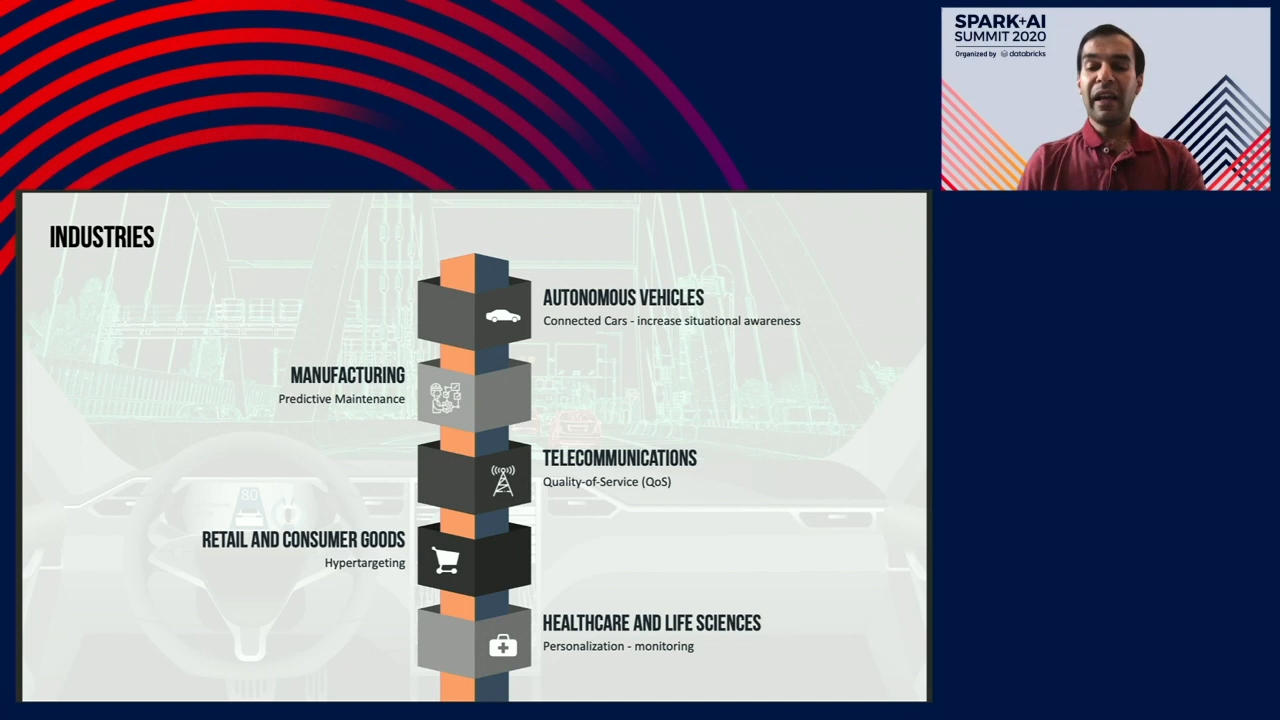 SPARK+AI
SUMMIT 2020
Organized by databricks
INDUSTRIES
AUTONOMOUS VEHICLES
Connected Cars - increase situational awareness
MANUFACTURING
Predictive Maintenance
TELECOMMUNICATIONS
Quality-of-Service (QoS)
RETAIL AND CONSUMER GOODS
Hypertargeting
HEALTHCARE AND LIFE SCIENCES
Personalization - monitoring
80